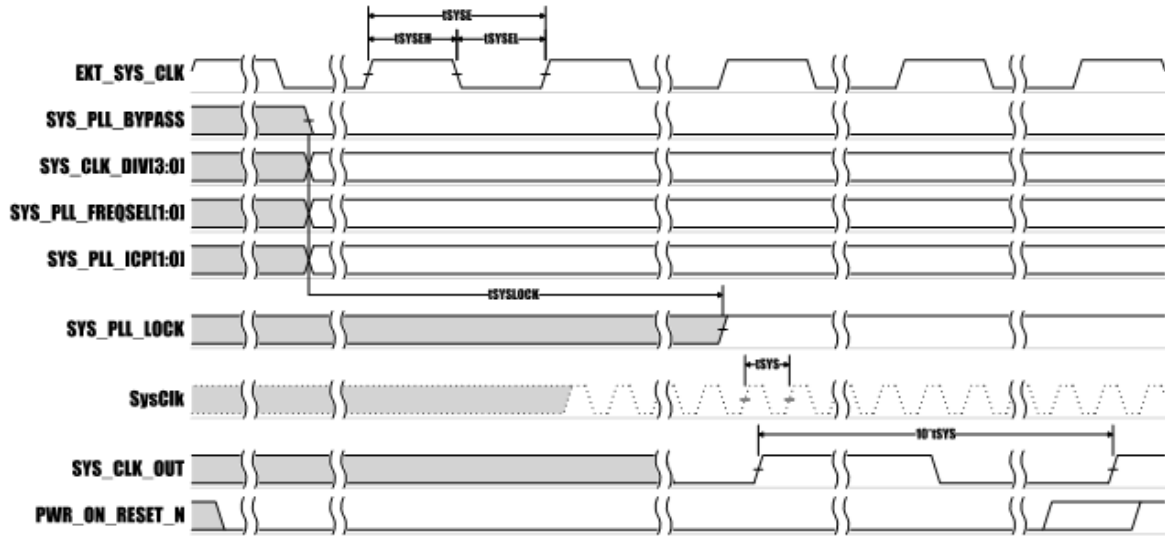 tSYSE
tSYSEH tSYSEL
EXT_SYS_CLK
SYS_PLL_BYPASS
SYS_CLK_DIV[3:0]
SYS_PLL_FREQSEL[1:0]
SYS_PLL_ICP[1:0]
tSYSLOCK
SYS_PLL_LOCK
tSYS
SysClk
10*tSYS
SYS_CLK_OUT
PWR_ON_RESET_N